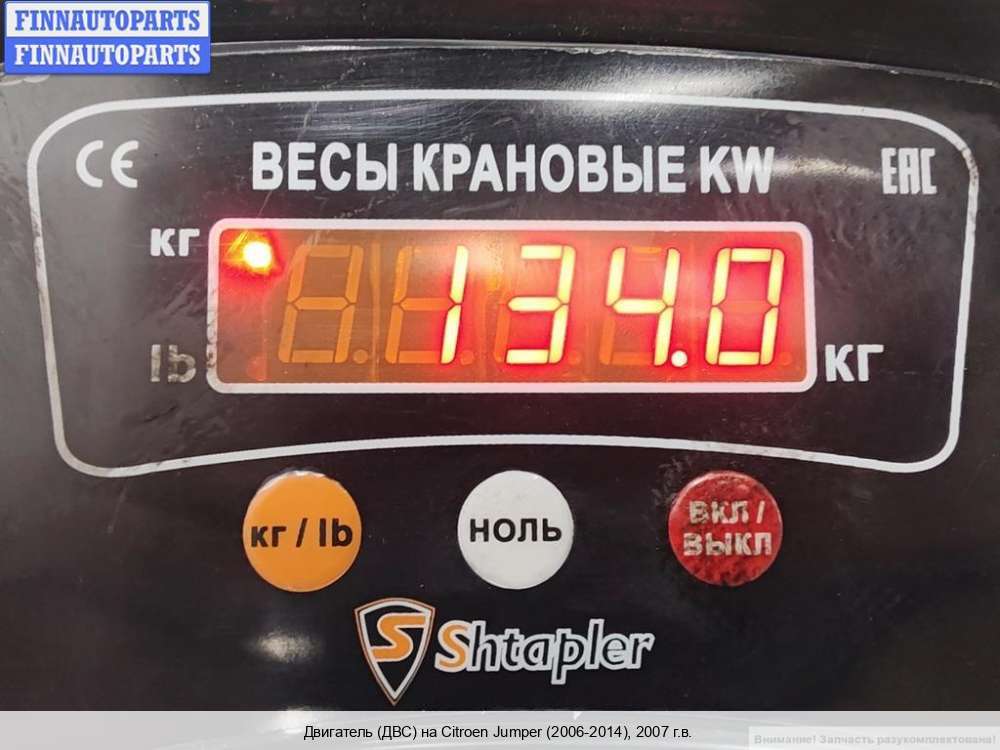 FINNAUTOPARTS
FINNAUTOPARTS
CE
ВЕСЫ КРАНОВЫЕ KW
EAC
кг
134.0
lb
КГ
кг / lb
НОЛЬ
ВКЛ /
ВЫКЛ
S Shtapler
Двигатель (ДВС) на Citroen Jumper (2006-2014), 2007 г.в.
Внимание! Запчасть разукомплектована!